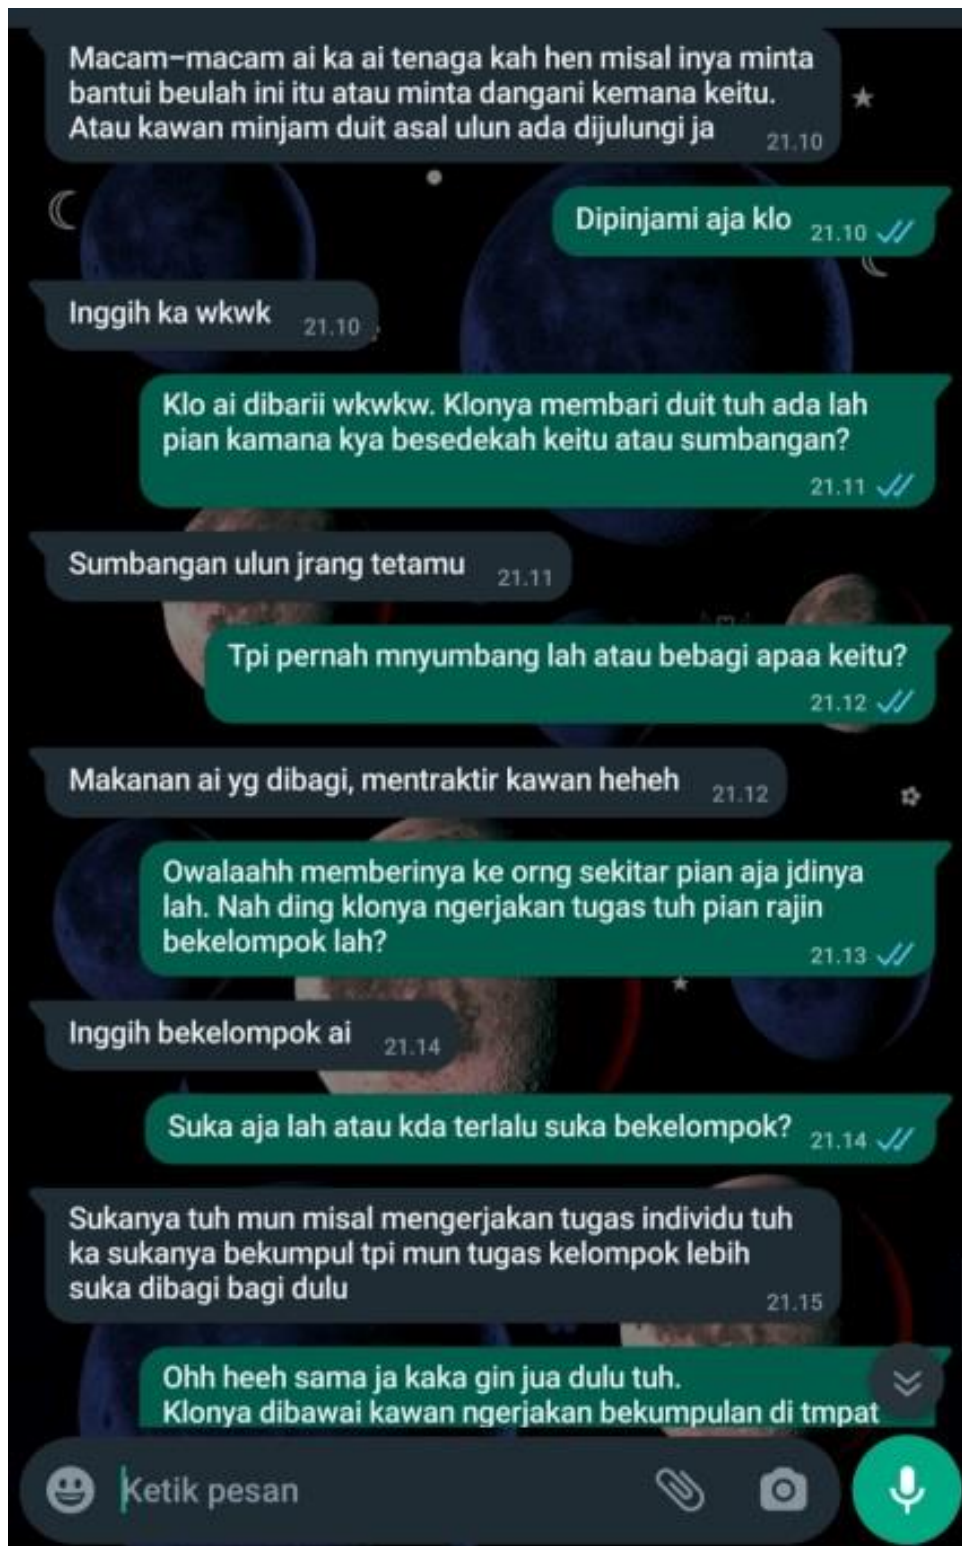 Macam-macam ai ka ai tenaga kah hen misal inya minta
bantui beulah ini itu atau minta dangani kemana keitu.
Atau kawan minjam duit asal ulun ada dijulungi ja
21.10
Dipinjami aja klo
21.10
Inggih ka wkwk
21.10
Klo ai dibarii wkwkw. Klonya membari duit tuh ada lah
pian kamana kya besedekah keitu atau sumbangan?
21.11
Sumbangan ulun jrang tetamu
21.11
Tpi pernah mnyumbang lah atau bebagi apaa keitu?
21.12
Makanan ai yg dibagi, mentraktir kawan heheh
21.12
Owalaahh memberinya ke orng sekitar pian aja jdinya
lah. Nah ding klonya ngerjakan tugas tuh pian rajin
bekelompok lah?
21.13
Inggih bekelompok ai
21.14
Suka aja lah atau kda terlalu suka bekelompok?
21.14
Sukanya tuh mun misal mengerjakan tugas individu tuh
ka sukanya bekumpul tpi mun tugas kelompok lebih
suka dibagi bagi dulu
21.15
Ohh heeh sama ja kaka gin jua dulu tuh.
Klonya dibawai kawan ngerjakan bekumpulan di tmpat
Ketik pesan